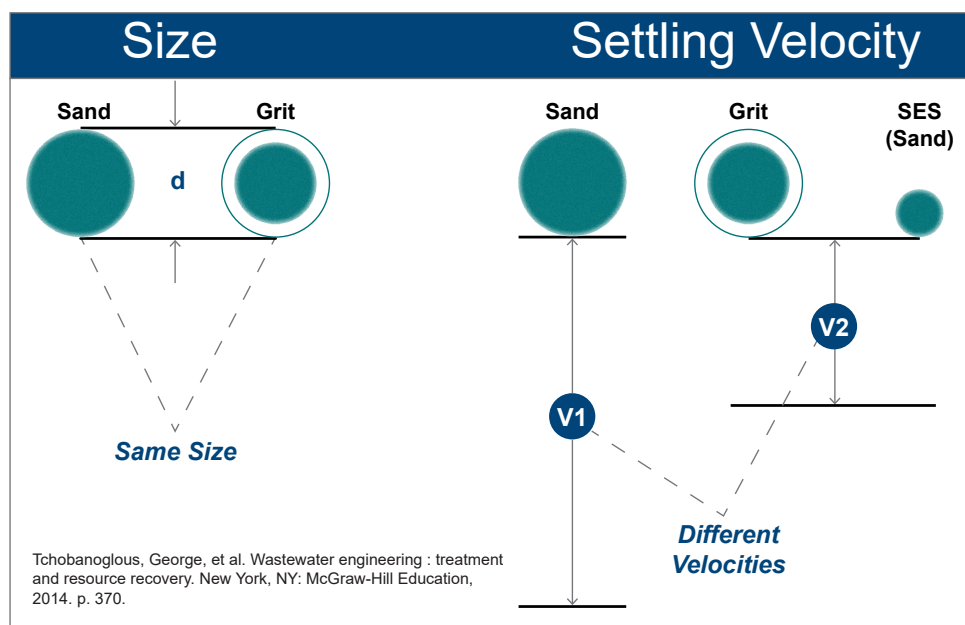 Size
Settling Velocity
Sand
Grit
d
Same Size
Sand
Grit
SES
(Sand)
V1
V2
Different
Velocities
Tchobanoglous, George, et al. Wastewater engineering : treatment
and resource recovery. New York, NY: McGraw-Hill Education,
2014. p. 370.